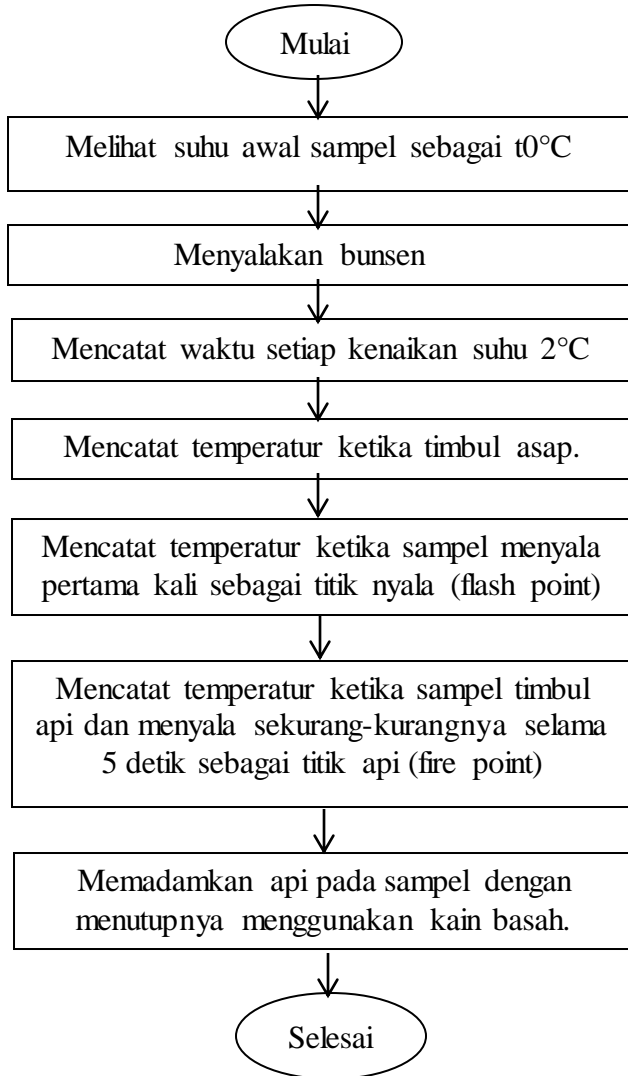 Mulai
Melihat suhu awal sampel sebagai t0°C
Menyalakan bunsen
Mencatat waktu setiap kenaikan suhu 2°C
Mencatat temperatur ketika timbul asap.
Mencatat temperatur ketika sampel menyala
pertama kali sebagai titik nyala (flash point)
Mencatat temperatur ketika sampel timbul
api dan menyala sekurang-kurangnya selama
5 detik sebagai titik api (fire point)
Memadamkan api pada sampel dengan
menutupnya menggunakan kain basah.
Selesai